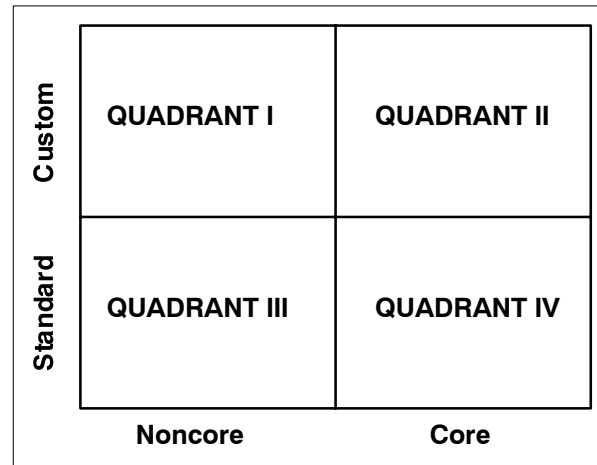 Custom
QUADRANT I
QUADRANT II
Standard
QUADRANT III
QUADRANT IV
Noncore
Core